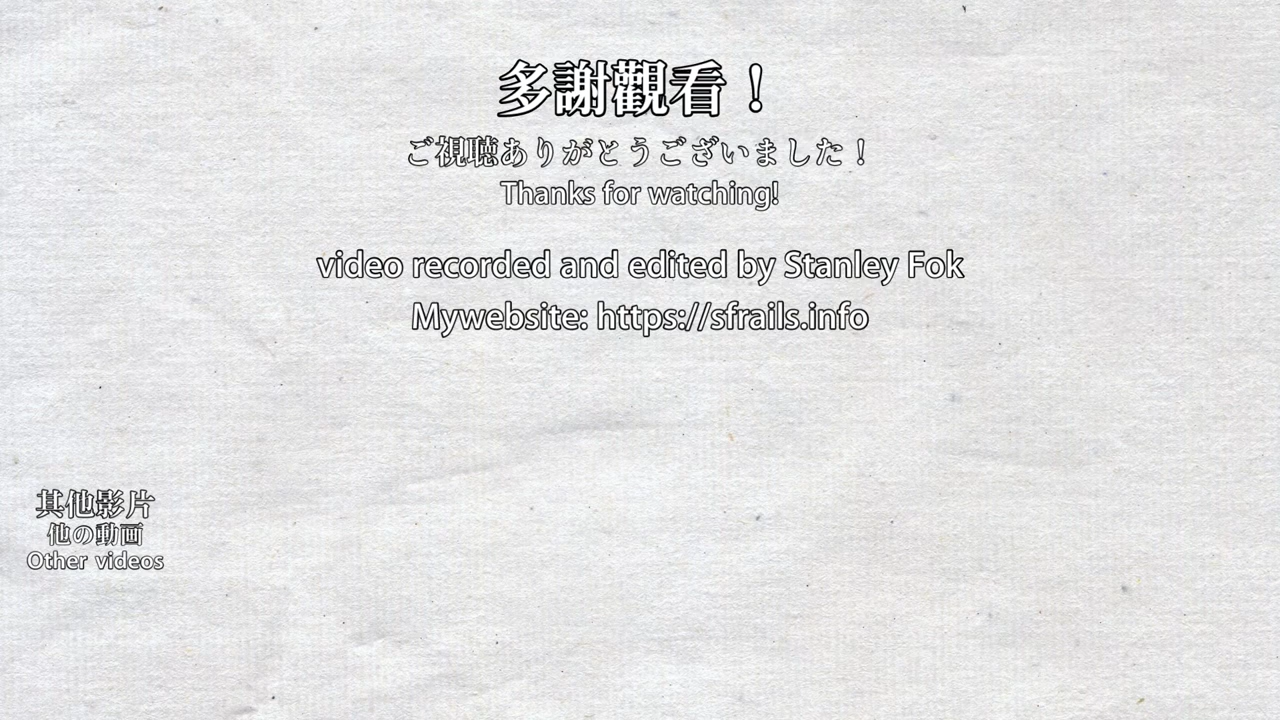 多謝觀看！
ご視聴ありがとうございました！
Thanks for watching!
video recorded and edited by Stanley Fok
Mywebsite: https://sfrails.info
其他影片
他の動画
Other videos